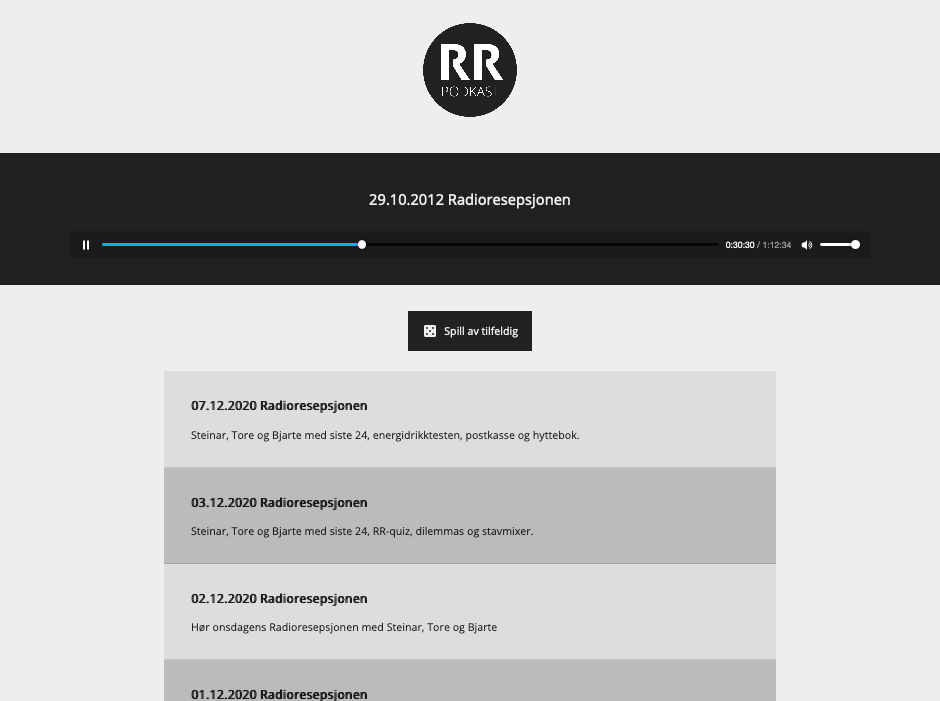 RR
PODKAST
29.10.2012 Radioresepsjonen
0:30:30 / 1:12:34
Spill av tilfeldig
07.12.2020 Radioresepsjonen
Steinar, Tore og Bjarte med siste 24, energidrikktesten, postkasse og hyttebok.
03.12.2020 Radioresepsjonen
Steinar, Tore og Bjarte med siste 24, RR-quiz, dilemmas og stavmixer.
02.12.2020 Radioresepsjonen
Hør onsdagens Radioresepsjonen med Steinar, Tore og Bjarte
01.12.2020 Radioresepsjonen